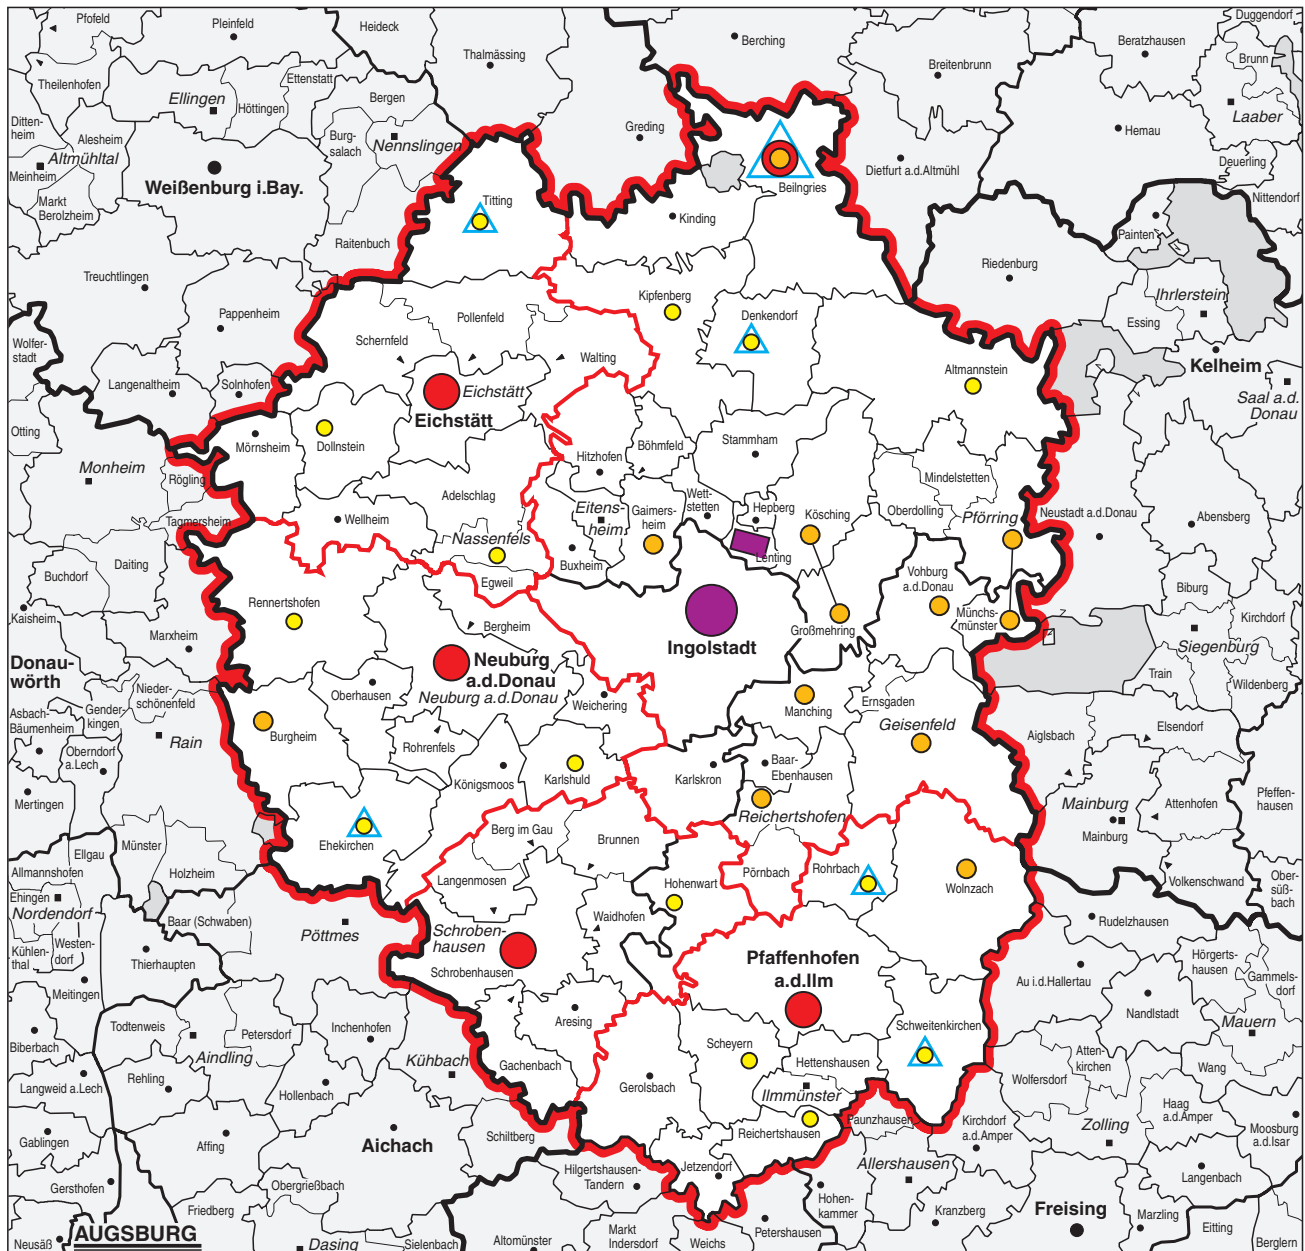 Pfofeld
Pleinfeld
Heideck
Thalmässing
Berching
Breitenbrunn
Beratzhausen
Duggendorf
Brunn
Theilenhofen
Ellingen
Ettenstatt
Höttingen
Bergen
Laaber
Ditten-
heim
Alesheim
Burg-
salach
Nennslingen
Greding
Hemau
Altmühltal
Meinheim
Deuerling
Weißenburg i.Bay.
Markt
Berolzheim
Beilngries
Dietfurt a.d.Altmühl
Nittendorf
Titting
Kinding
Painten
Raitenbuch
Treuchtlingen
Riedenburg
Ihrlerstein
Kipfenberg
Pappenheim
Pollenfeld
Denkendorf
Essing
Wolfer-
stadt
Schernfeld
Walting
Kelheim
Langenaltheim
Solnhofen
Eichstätt
Eichstätt
Altmannstein
Saal a.d.
Donau
Otting
Mörnsheim
Dollnstein
Böhmfeld
Stammham
Monheim
Rögling
Hitzhofen
Mindelstetten
Adelschlag
Wett-
stetten
Eitens-
heim
Gaimers-
heim
Hepberg
Kösching
Oberdolling
Pförring
Neustadt a.d.Donau
Abensberg
Tagmersheim
Wellheim
Nassenfels
Lenting
Daiting
Buchdorf
Buxheim
Egweil
Vohburg
a.d.Donau
Biburg
Kaisheim
Rennertshofen
Münchs-
münster
Kirchdorf
Marxheim
Bergheim
Großmehring
Ingolstadt
Siegenburg
Donau-
wörth
Neuburg
a.d.Donau
Neuburg a.d.Donau
Train
Wildenberg
Nieder-
schönenfeld
Oberhausen
Weichering
Manching
Ernsgaden
Gender-
kingen
Asbach-
Bäumenheim
Burgheim
Geisenfeld
Elsendorf
Aiglsbach
Rain
Rohrenfels
Oberndorf
a.Lech
Baar-
Ebenhausen
Karlskron
Königsmoos
Karlshuld
Mertingen
Reichertshofen
Mainburg
Mainburg
Attenhofen
Pfeffen-
hausen
Berg im Gau
Brunnen
Ehekirchen
Münster
Ellgau
Allmannshofen
Holzheim
Langenmosen
Hohenwart
Pörnbach
Rohrbach
Wolnzach
Volkenschwand
Ober-
süß-
bach
Ehingen
Nordendorf
Baar (Schwaben)
Pöttmes
Schroben-
hausen
Waidhofen
Rudelzhausen
Westen-
dorf
Kühlen-
thal
Thierhaupten
Schrobenhausen
Pfaffenhofen
a.d.Ilm
Hörgerts-
hausen
Gammels-
dorf
Meitingen
Au i.d.Hallertau
Nandlstadt
Todtenweis
Petersdorf
Inchenhofen
Aresing
Schweitenkirchen
Mauern
Biberbach
Aindling
Scheyern
Atten-
kirchen
Hettenshausen
Kühbach
Gachenbach
Wang
Rehling
Langweid a.Lech
Hollenbach
Gerolsbach
Wolfersdorf
Ilmmünster
Haag
a.d.Amper
Gablingen
Affing
Aichach
Schiltberg
Reichertshausen
Paunzhausen
Kirchdorf
a.d.Amper
Zolling
Moosburg
a.d.Isar
Hilgertshausen-
Tandern
Jetzendorf
Allershausen
Langenbach
Gersthofen
Obergrießbach
Hohen-
kammer
Friedberg
Kranzberg
Freising
Marzling
Eitting
AUGSBURG
Markt
Indersdorf
Petershausen
Neusäß
Dasing
Sielenbach
Altomünster
Weichs
Berglern